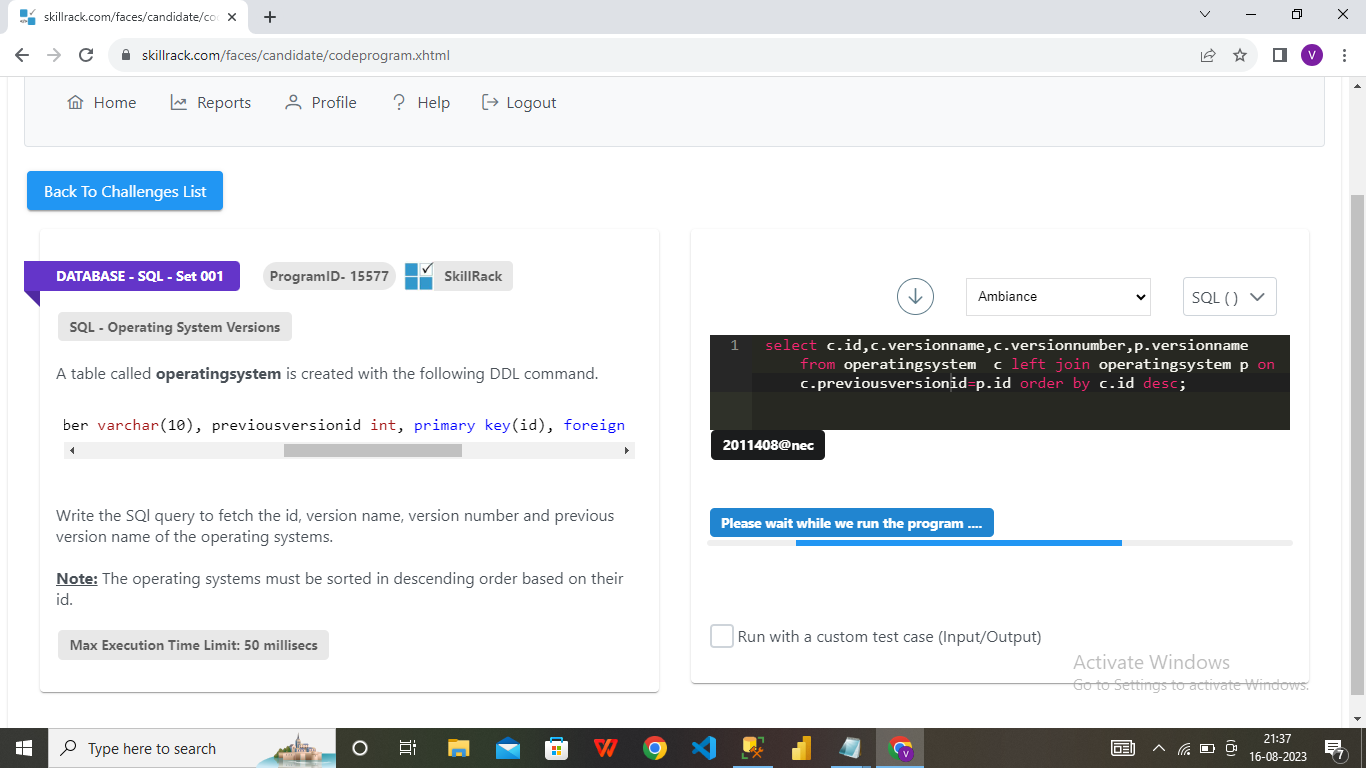 skillrack.com/faces/candidate/co
skillrack.com/faces/candidate/codeprogram.xhtml
V
Home Reports Profile ? Help Logout
Back To Challenges List
DATABASE - SQL - Set 001 ProgramID- 15577 SkillRack
SQL - Operating System Versions
A table called operatingsystem is created with the following DDL command.
ber varchar(10), previousversionid int, primary key(id), foreign
Write the SQl query to fetch the id, version name, version number and previous
version name of the operating systems.
Note: The operating systems must be sorted in descending order based on their
id.
Max Execution Time Limit: 50 millisecs
Ambiance SQL ( )
1 select c.id,c.versionname,c.versionnumber,p.versionname
from operatingsystem c left join operatingsystem p on
c.previousversionid=p.id order by c.id desc;
2011408@nec
Please wait while we run the program ....
Run with a custom test case (Input/Output)
Activate Windows
Go to Settings to activate Windows.
Type here to search
V
21:37
16-08-2023
7